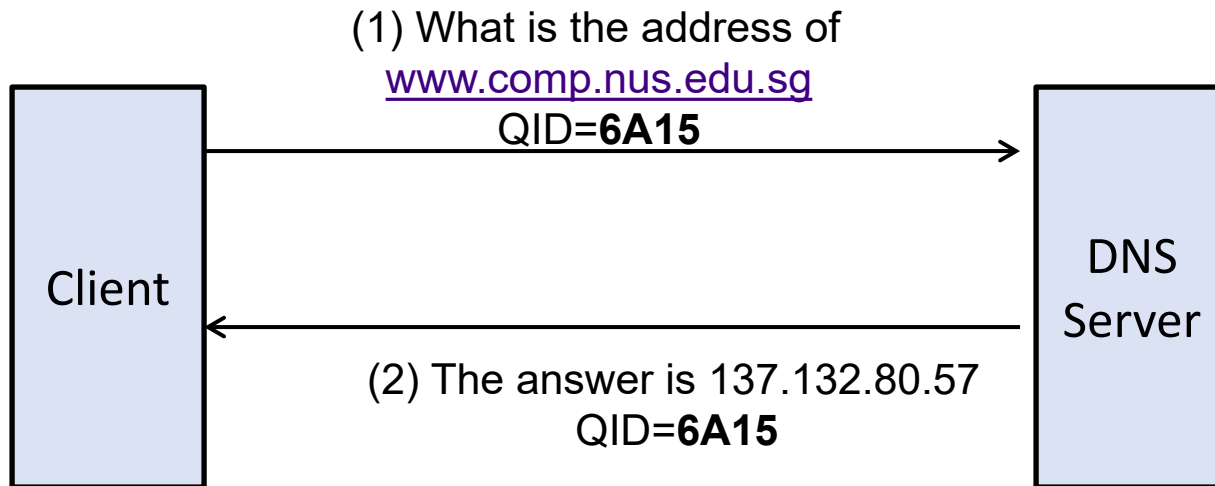 (1) What is the address of
www.comp.nus.edu.sg
QID=6A15
Client
DNS
Server
(2) The answer is 137.132.80.57
QID=6A15